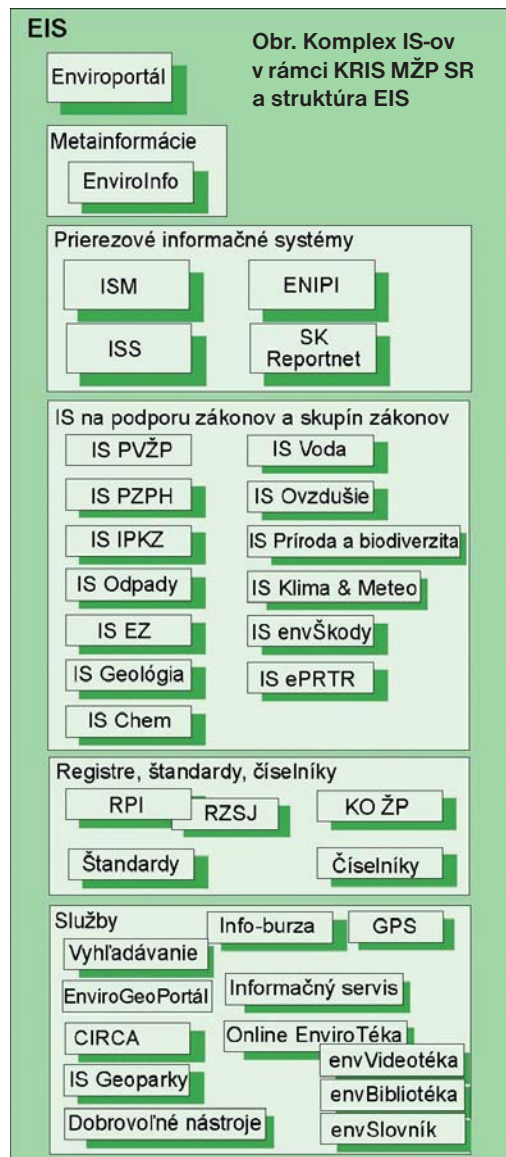 EIS
Obr. Komplex IS-ov
v rámci KRIS MŽP SR
a struktúra EIS
Enviroportál
Metainformácie
EnviroInfo
Prierezové informačné systémy
ISM
ENIPI
ISS
SK
Reportnet
IS na podporu zákonov a skupín zákonov
IS PVŽP
IS Voda
IS PZPH
IS Ovzdušie
IS IPKZ
IS Príroda a biodiverzita
IS Odpady
IS Klima & Meteo
IS EZ
IS envŠkody
IS Geológia
IS ePRTR
IS Chem
Registre, štandardy, číselníky
RPI
RZSJ
KO ŽP
Štandardy
Číselníky
Služby
Info-burza
GPS
Vyhľadávanie
EnviroGeoPortál
Informačný servis
CIRCA
Online EnviroTéka
envVideotéka
IS Geoparky
envBibliotéka
Dobrovoľné nástroje
envSlovník